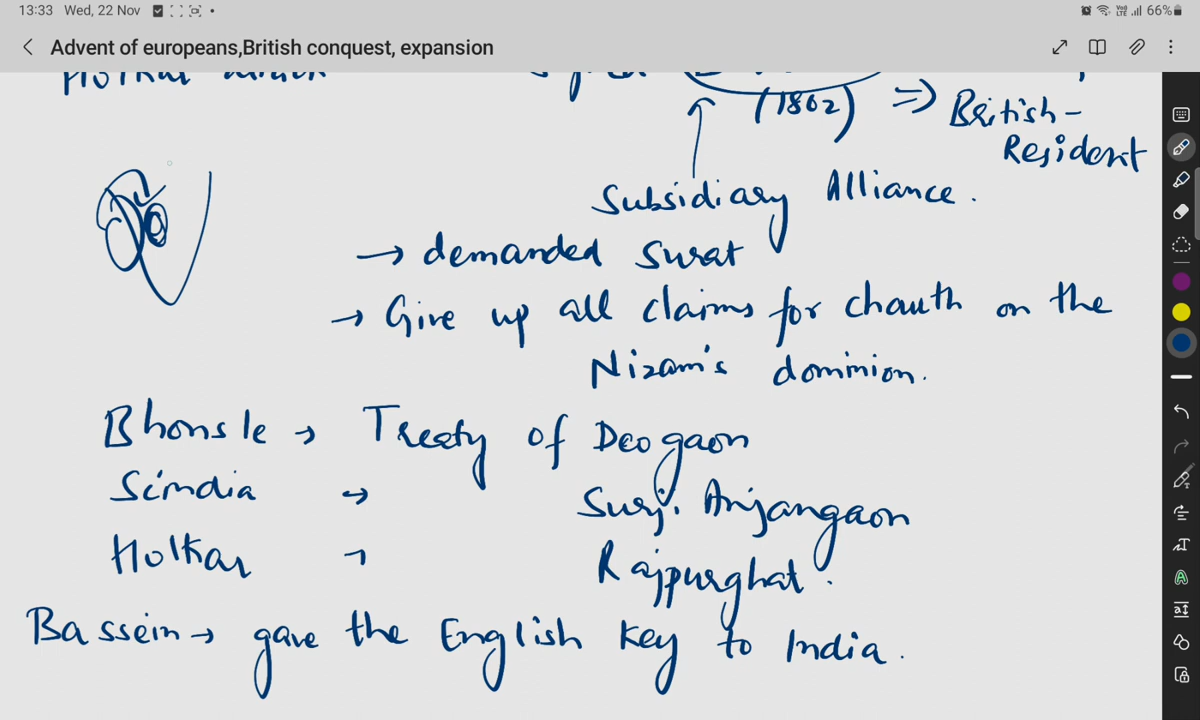 13:33 Wed, 22 Nov
66%
Advent of europeans,British conquest, expansion
Holkar
(1802) => British-
Resident
Subsidiary Alliance.
→ demanded Surat
→ Give up all claims for chauth on the
Nizam's dominion.
Bhonsle → Treaty of Deogaon
Scindia → Surji. Anjangaon
Holkar → Rajpurghat.
Bassein → gave the English key to India.